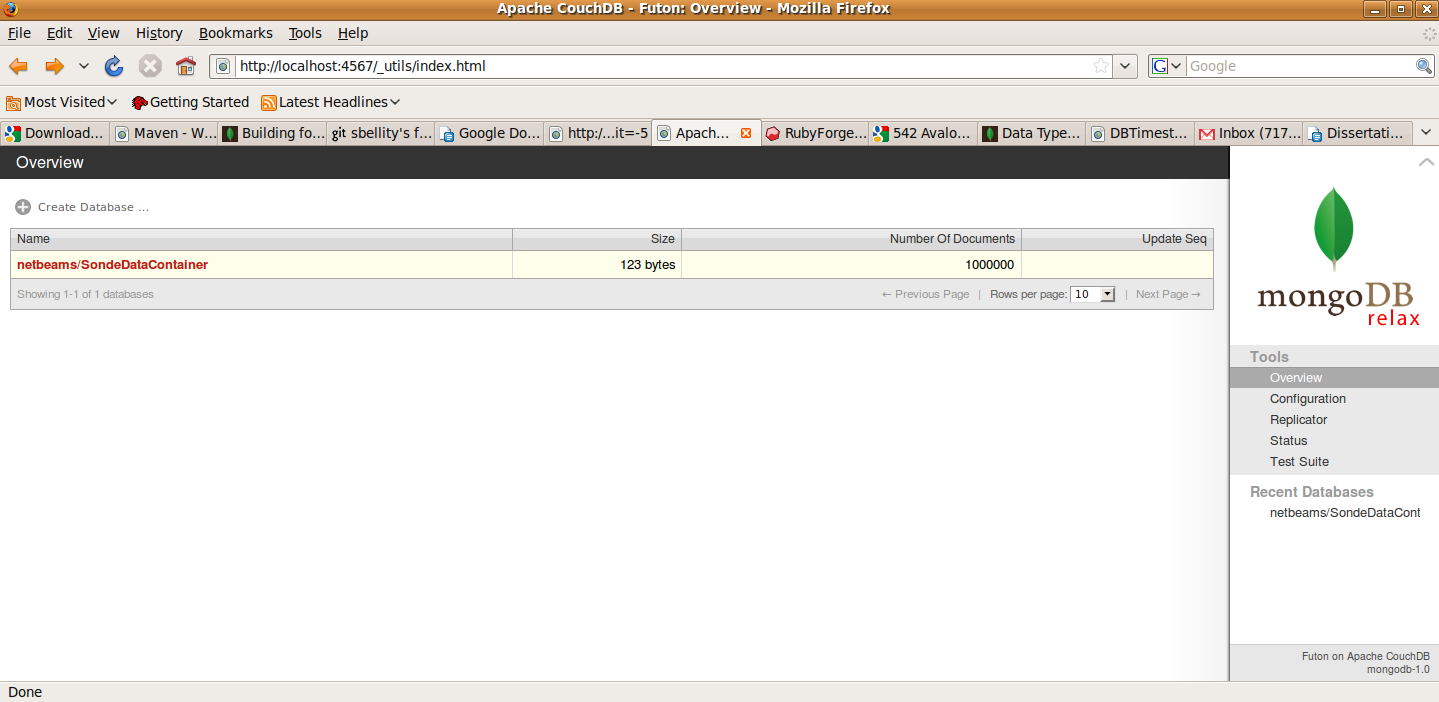 Apache CouchDB - Futon: Overview - Mozilla Firefox
File Edit View History Bookmarks Tools Help
http://localhost:4567/_utils/index.html
G Google
Most Visited Getting Started Latest Headlines
Download... Maven - W... Building fo... git sbellity's f... Google Do... http:/...it=-5 Apach... RubyForge... 542 Avalo... Data Type... DBTimest... Inbox (717... Dissertati...
Overview
Create Database ...
Name Size Number Of Documents Update Seq
netbeams/SondeDataContainer 123 bytes 1000000
Showing 1-1 of 1 databases ← Previous Page | Rows per page: 10 | Next Page →
mongoDB
relax
Tools
Overview
Configuration
Replicator
Status
Test Suite
Recent Databases
netbeams/SondeDataCont
Futon on Apache CouchDB
mongodb-1.0
Done